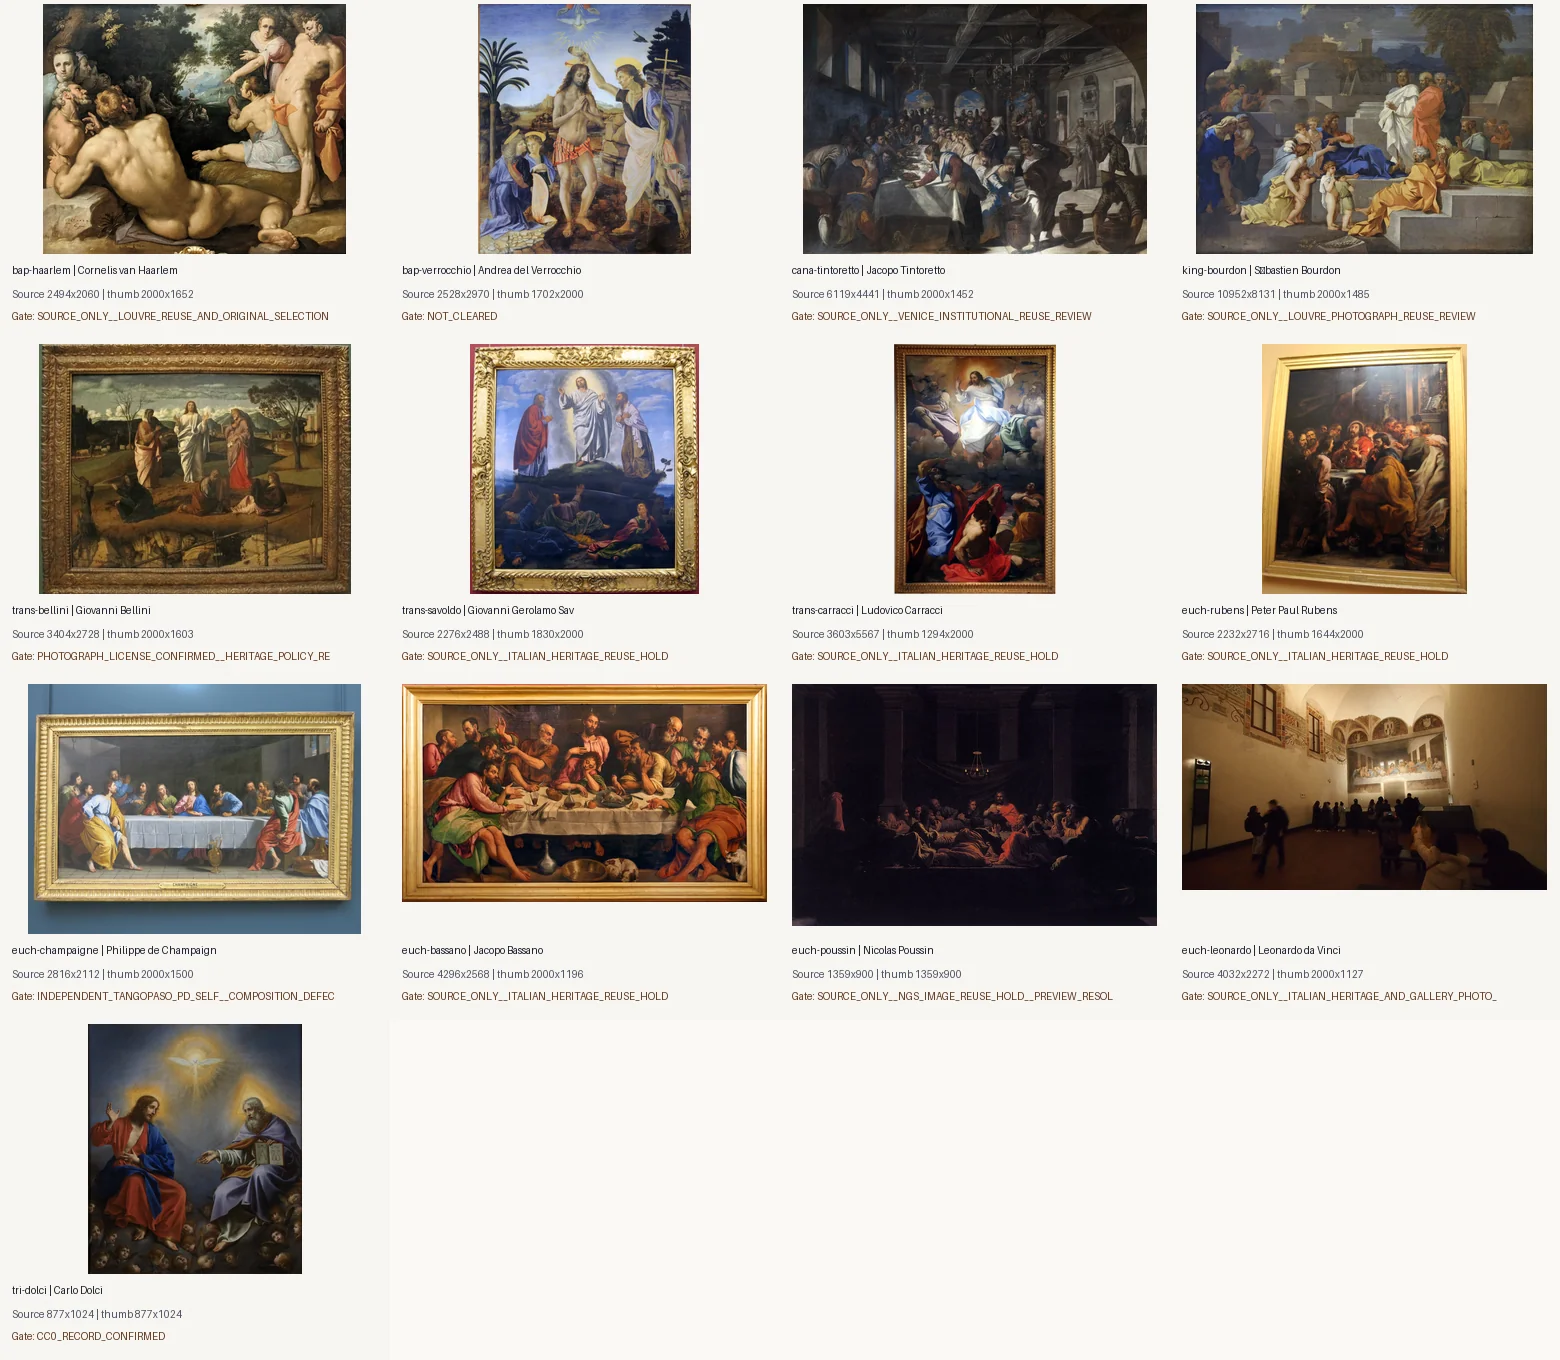 bap-haarlem | Cornelis van Haarlem
Source 2494x2060 | thumb 2000x1652
Gate: SOURCE_ONLY__LOUVRE_REUSE_AND_ORIGINAL_SELECTION
bap-verrocchio | Andrea del Verrocchio
Source 2528x2970 | thumb 1702x2000
Gate: NOT_CLEARED
cana-tintoretto | Jacopo Tintoretto
Source 6119x4441 | thumb 2000x1452
Gate: SOURCE_ONLY__VENICE_INSTITUTIONAL_REUSE_REVIEW
king-bourdon | S▯▯bastien Bourdon
Source 10952x8131 | thumb 2000x1485
Gate: SOURCE_ONLY__LOUVRE_PHOTOGRAPH_REUSE_REVIEW
trans-bellini | Giovanni Bellini
Source 3404x2728 | thumb 2000x1603
Gate: PHOTOGRAPH_LICENSE_CONFIRMED__HERITAGE_POLICY_RE
trans-savoldo | Giovanni Gerolamo Sav
Source 2276x2488 | thumb 1830x2000
Gate: SOURCE_ONLY__ITALIAN_HERITAGE_REUSE_HOLD
trans-carracci | Ludovico Carracci
Source 3603x5567 | thumb 1294x2000
Gate: SOURCE_ONLY__ITALIAN_HERITAGE_REUSE_HOLD
euch-rubens | Peter Paul Rubens
Source 2232x2716 | thumb 1644x2000
Gate: SOURCE_ONLY__ITALIAN_HERITAGE_REUSE_HOLD
euch-champaigne | Philippe de Champaign
Source 2816x2112 | thumb 2000x1500
Gate: INDEPENDENT_TANGOPASO_PD_SELF__COMPOSITION_DEFEC
euch-bassano | Jacopo Bassano
Source 4296x2568 | thumb 2000x1196
Gate: SOURCE_ONLY__ITALIAN_HERITAGE_REUSE_HOLD
euch-poussin | Nicolas Poussin
Source 1359x900 | thumb 1359x900
Gate: SOURCE_ONLY__NGS_IMAGE_REUSE_HOLD__PREVIEW_RESOL
euch-leonardo | Leonardo da Vinci
Source 4032x2272 | thumb 2000x1127
Gate: SOURCE_ONLY__ITALIAN_HERITAGE_AND_GALLERY_PHOTO_
tri-dolci | Carlo Dolci
Source 877x1024 | thumb 877x1024
Gate: CC0_RECORD_CONFIRMED